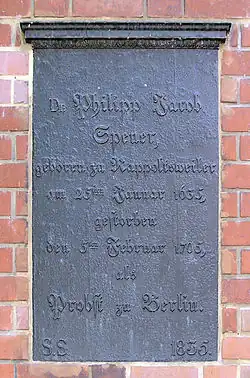 Dr Philipp Jacob
Spener,
geboren zu Rappoltsweiler
am 25ten Januar 1635,
gestorben
den 5ten Februar 1705,
als
Probst zu Berlin.
S.S. 1835.